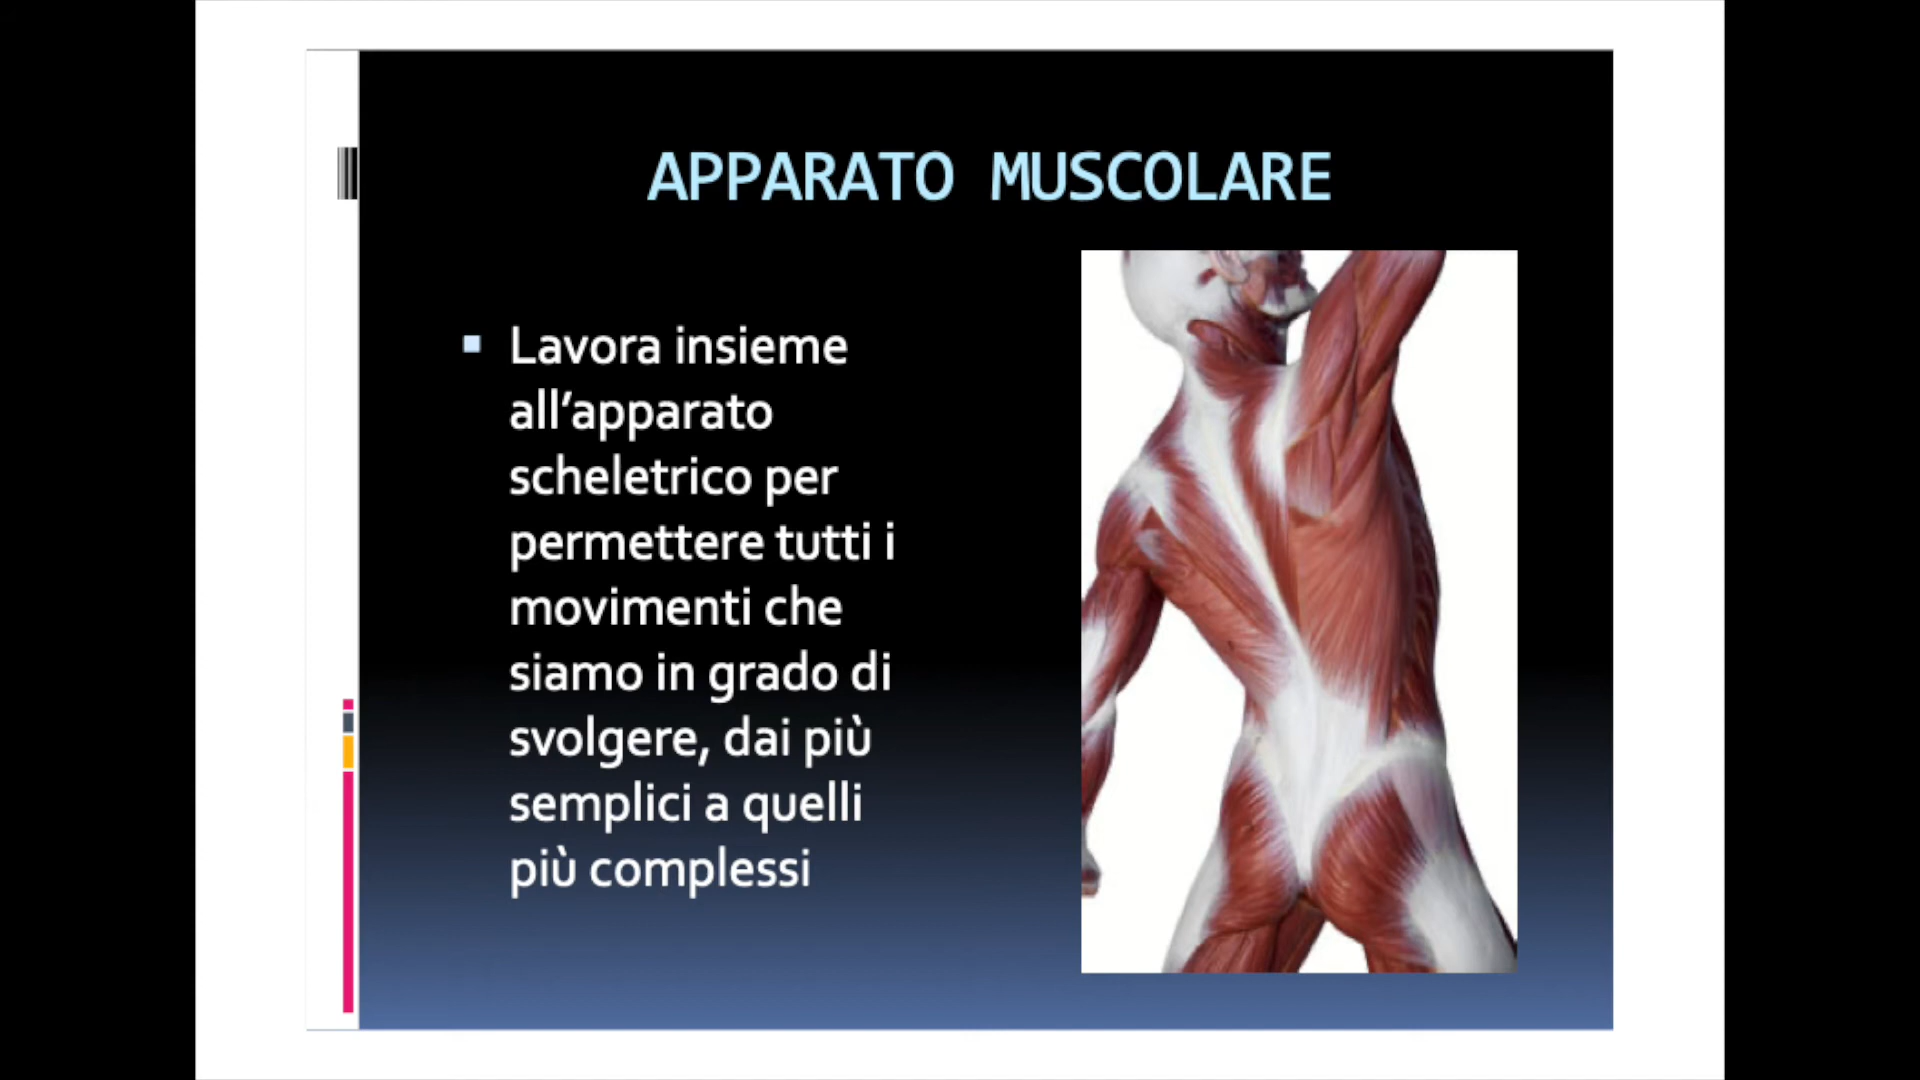 APPARATO MUSCOLARE
Lavora insieme
all’apparato
scheletrico per
permettere tutti i
movimenti che
siamo in grado di
svolgere, dai più
semplici a quelli
più complessi